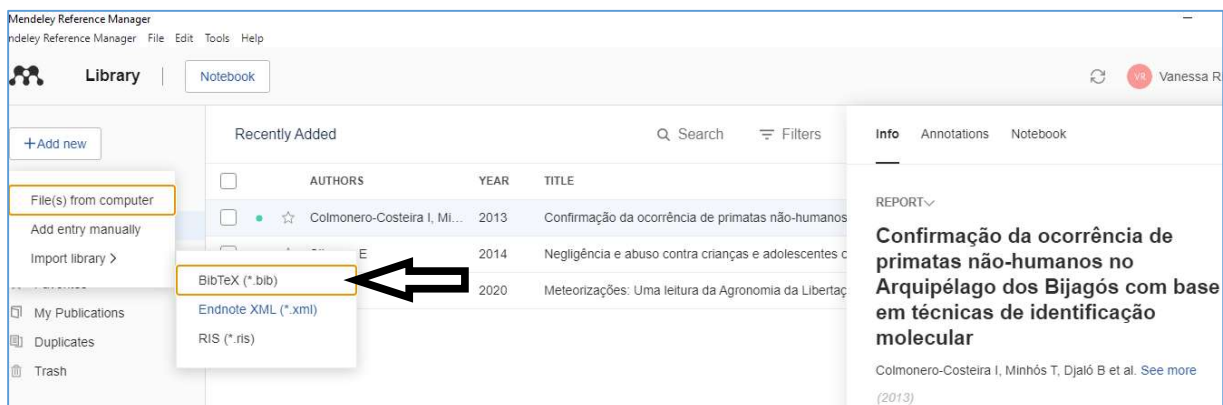 Mendeley Reference Manager
ndeley Reference Manager File Edit Tools Help
Library
Notebook
VR
Vanessa R
+Add new
File(s) from computer
Add entry manually
Import library >
BibTeX (*.bib)
Endnote XML (*.xml)
RIS (*.ris)
My Publications
Duplicates
Trash
Recently Added
Search
Filters
AUTHORS YEAR TITLE
Colmonero-Costeira I, Mi... 2013 Confirmação da ocorrência de primatas não-humanos
E 2014 Negligência e abuso contra crianças e adolescentes c
2020 Meteorizações: Uma leitura da Agronomia da Libertaç
Info Annotations Notebook
REPORT
Confirmação da ocorrência de
primatas não-humanos no
Arquipélago dos Bijagós com base
em técnicas de identificação
molecular
Colmonero-Costeira I, Minhós T, Djaló B et al. See more
(2013)